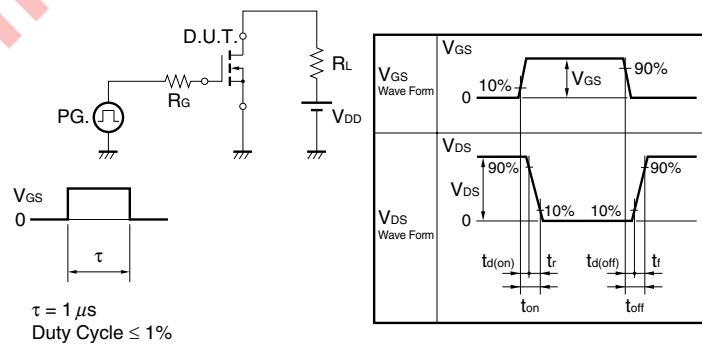 D.U.T.
RL
RG
PG.
VDD
VGS
0
τ
τ = 1 μs
Duty Cycle ≤ 1%
VGS
Wave Form
VGS
10%
0
VGS
90%
VDS
Wave Form
VDS
90%
VDS
0
10%
10%
90%
td(on)
tr
td(off)
tf
ton
toff